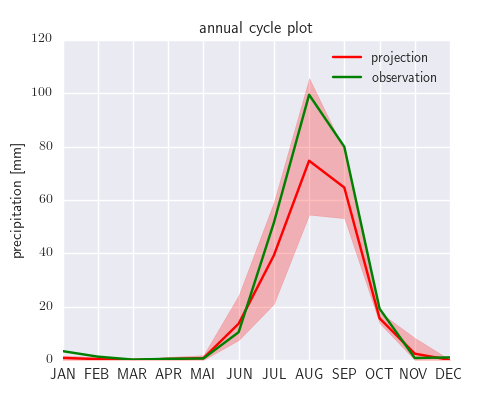 annual cycle plot
projection
observation
precipitation [mm]
120
100
80
60
40
20
0
JAN FEB MAR APR MAI JUN JUL AUG SEP OCT NOV DEC